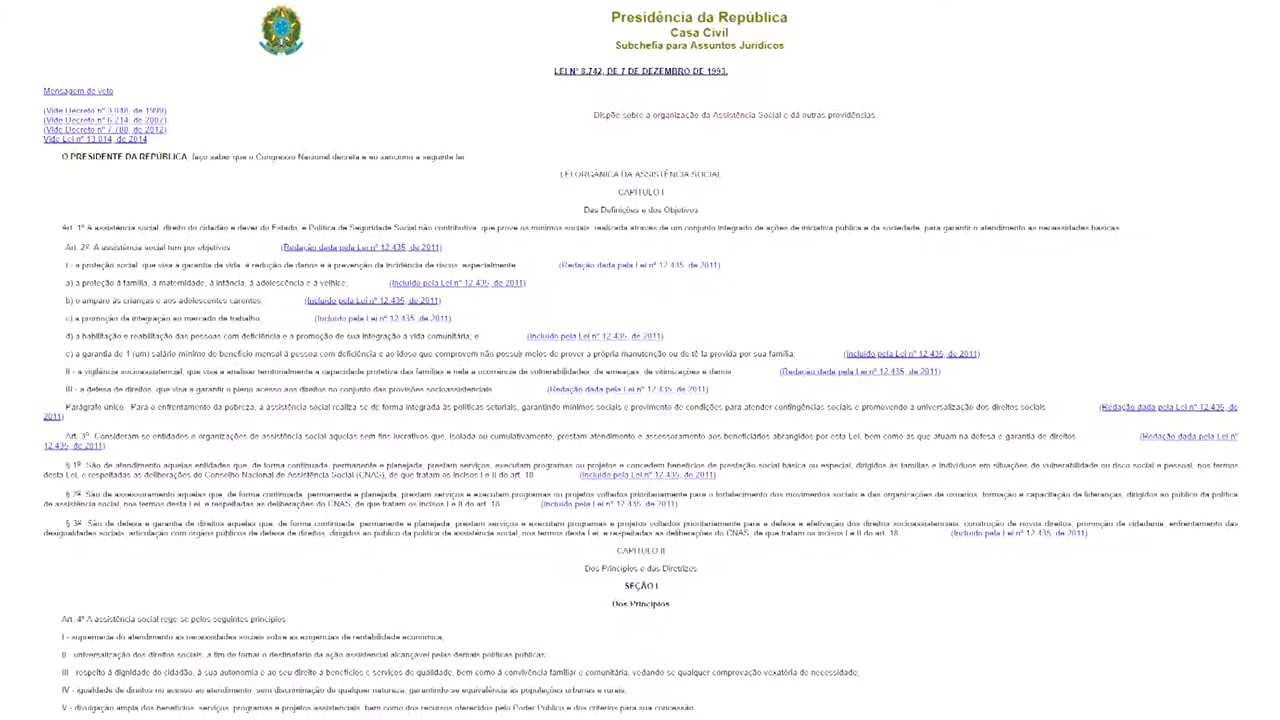 Presidência da República
Casa Civil
Subchefia para Assuntos Jurídicos
LEI Nº 8.742, DE 7 DE DEZEMBRO DE 1993.
Mensagem de veto
(Vide Decreto nº 3.048, de 1999)
(Vide Decreto nº 6.214, de 2007)
(Vide Decreto nº 7.788, de 2012)
Vide Lei nº 13.014, de 2014
Dispõe sobre a organização da Assistência Social e dá outras providências.
O PRESIDENTE DA REPÚBLICA, faço saber que o Congresso Nacional decreta e eu sanciono a seguinte lei:
LEI ORGÂNICA DA ASSISTÊNCIA SOCIAL
CAPÍTULO I
Das Definições e dos Objetivos
Art. 1º A assistência social, direito do cidadão e dever do Estado, é Política de Seguridade Social não contributiva, que provê os mínimos sociais, realizada através de um conjunto integrado de ações de iniciativa pública e da sociedade, para garantir o atendimento às necessidades básicas.
Art. 2º A assistência social tem por objetivos: (Redação dada pela Lei nº 12.435, de 2011)
I - a proteção social, que visa à garantia da vida, à redução de danos e à prevenção da incidência de riscos, especialmente: (Redação dada pela Lei nº 12.435, de 2011)
a) a proteção à família, à maternidade, à infância, à adolescência e à velhice; (Incluído pela Lei nº 12.435, de 2011)
b) o amparo às crianças e aos adolescentes carentes; (Incluído pela Lei nº 12.435, de 2011)
c) a promoção da integração ao mercado de trabalho; (Incluído pela Lei nº 12.435, de 2011)
d) a habilitação e reabilitação das pessoas com deficiência e a promoção de sua integração à vida comunitária; e (Incluído pela Lei nº 12.435, de 2011)
e) a garantia de 1 (um) salário mínimo de benefício mensal à pessoa com deficiência e ao idoso que comprovem não possuir meios de prover a própria manutenção ou de tê-la provida por sua família; (Incluído pela Lei nº 12.435, de 2011)
II - a vigilância socioassistencial, que visa a analisar territorialmente a capacidade protetiva das famílias e nela a ocorrência de vulnerabilidades, de ameaças, de vitimizações e danos; (Redação dada pela Lei nº 12.435, de 2011)
III - a defesa de direitos, que visa a garantir o pleno acesso aos direitos no conjunto das provisões socioassistenciais. (Redação dada pela Lei nº 12.435, de 2011)
Parágrafo único. Para o enfrentamento da pobreza, a assistência social realiza-se de forma integrada às políticas setoriais, garantindo mínimos sociais e provimento de condições para atender contingências sociais e promovendo a universalização dos direitos sociais. (Redação dada pela Lei nº 12.435, de
2011)
Art. 3º Consideram-se entidades e organizações de assistência social aquelas sem fins lucrativos que, isolada ou cumulativamente, prestam atendimento e assessoramento aos beneficiários abrangidos por esta Lei, bem como as que atuam na defesa e garantia de direitos. (Redação dada pela Lei nº
12.435, de 2011)
§ 1º São de atendimento aquelas entidades que, de forma continuada, permanente e planejada, prestam serviços, executam programas ou projetos e concedem benefícios de prestação social básica ou especial, dirigidos às famílias e indivíduos em situações de vulnerabilidade ou risco social e pessoal, nos termos
desta Lei, e respeitadas as deliberações do Conselho Nacional de Assistência Social (CNAS), de que tratam os incisos I e II do art. 18. (Incluído pela Lei nº 12.435, de 2011)
§ 2º São de assessoramento aquelas que, de forma continuada, permanente e planejada, prestam serviços e executam programas ou projetos voltados prioritariamente para o fortalecimento dos movimentos sociais e das organizações de usuários, formação e capacitação de lideranças, dirigidos ao público da política
de assistência social, nos termos desta Lei, e respeitadas as deliberações do CNAS, de que tratam os incisos I e II do art. 18. (Incluído pela Lei nº 12.435, de 2011)
§ 3º São de defesa e garantia de direitos aquelas que, de forma continuada, permanente e planejada, prestam serviços e executam programas e projetos voltados prioritariamente para a defesa e efetivação dos direitos socioassistenciais, construção de novos direitos, promoção da cidadania, enfrentamento das
desigualdades sociais, articulação com órgãos públicos de defesa de direitos, dirigidos ao público da política de assistência social, nos termos desta Lei, e respeitadas as deliberações do CNAS, de que tratam os incisos I e II do art. 18. (Incluído pela Lei nº 12.435, de 2011)
CAPÍTULO II
Dos Princípios e das Diretrizes
SEÇÃO I
Dos Princípios
Art. 4º A assistência social rege-se pelos seguintes princípios:
I - supremacia do atendimento às necessidades sociais sobre as exigências de rentabilidade econômica;
II - universalização dos direitos sociais, a fim de tornar o destinatário da ação assistencial alcançável pelas demais políticas públicas;
III - respeito à dignidade do cidadão, à sua autonomia e ao seu direito a benefícios e serviços de qualidade, bem como à convivência familiar e comunitária, vedando-se qualquer comprovação vexatória de necessidade;
IV - igualdade de direitos no acesso ao atendimento, sem discriminação de qualquer natureza, garantindo-se equivalência às populações urbanas e rurais;
V - divulgação ampla dos benefícios, serviços, programas e projetos assistenciais, bem como dos recursos oferecidos pelo Poder Público e dos critérios para sua concessão.